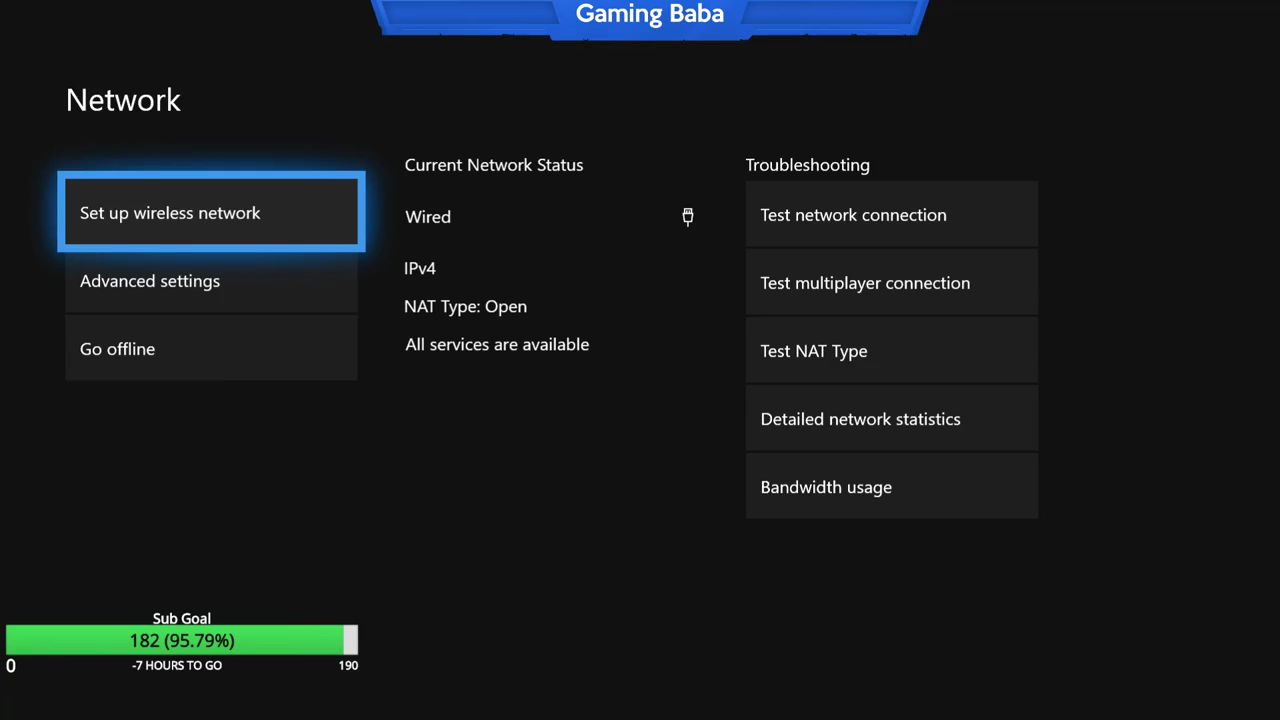 Gaming Baba
Network
Set up wireless network
Advanced settings
Go offline
Current Network Status
Wired
IPv4
NAT Type: Open
All services are available
Troubleshooting
Test network connection
Test multiplayer connection
Test NAT Type
Detailed network statistics
Bandwidth usage
Sub Goal
182 (95.79%)
0 -7 HOURS TO GO 190